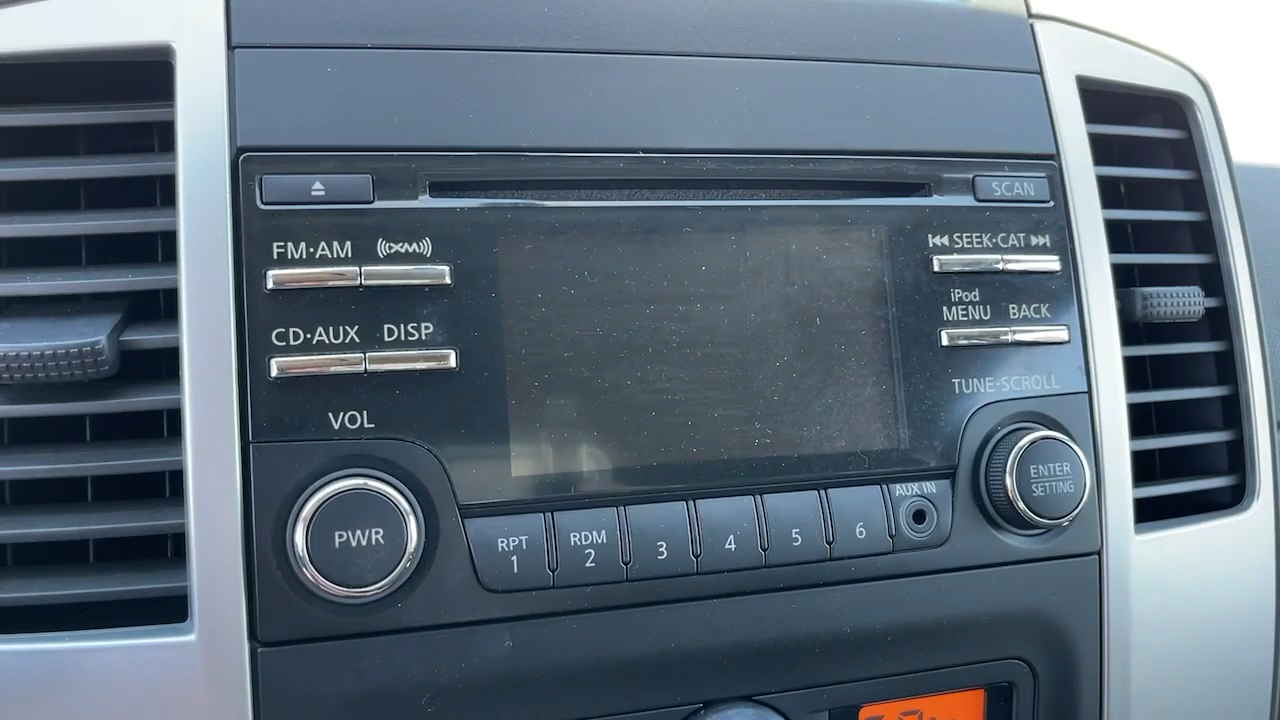 SCAN
FM·AM
((XM))
SEEK·CAT
iPod
MENU
BACK
CD·AUX
DISP
TUNE·SCROLL
VOL
ENTER
SETTING
PWR
RPT
1
RDM
2
3
4
5
6
AUX IN